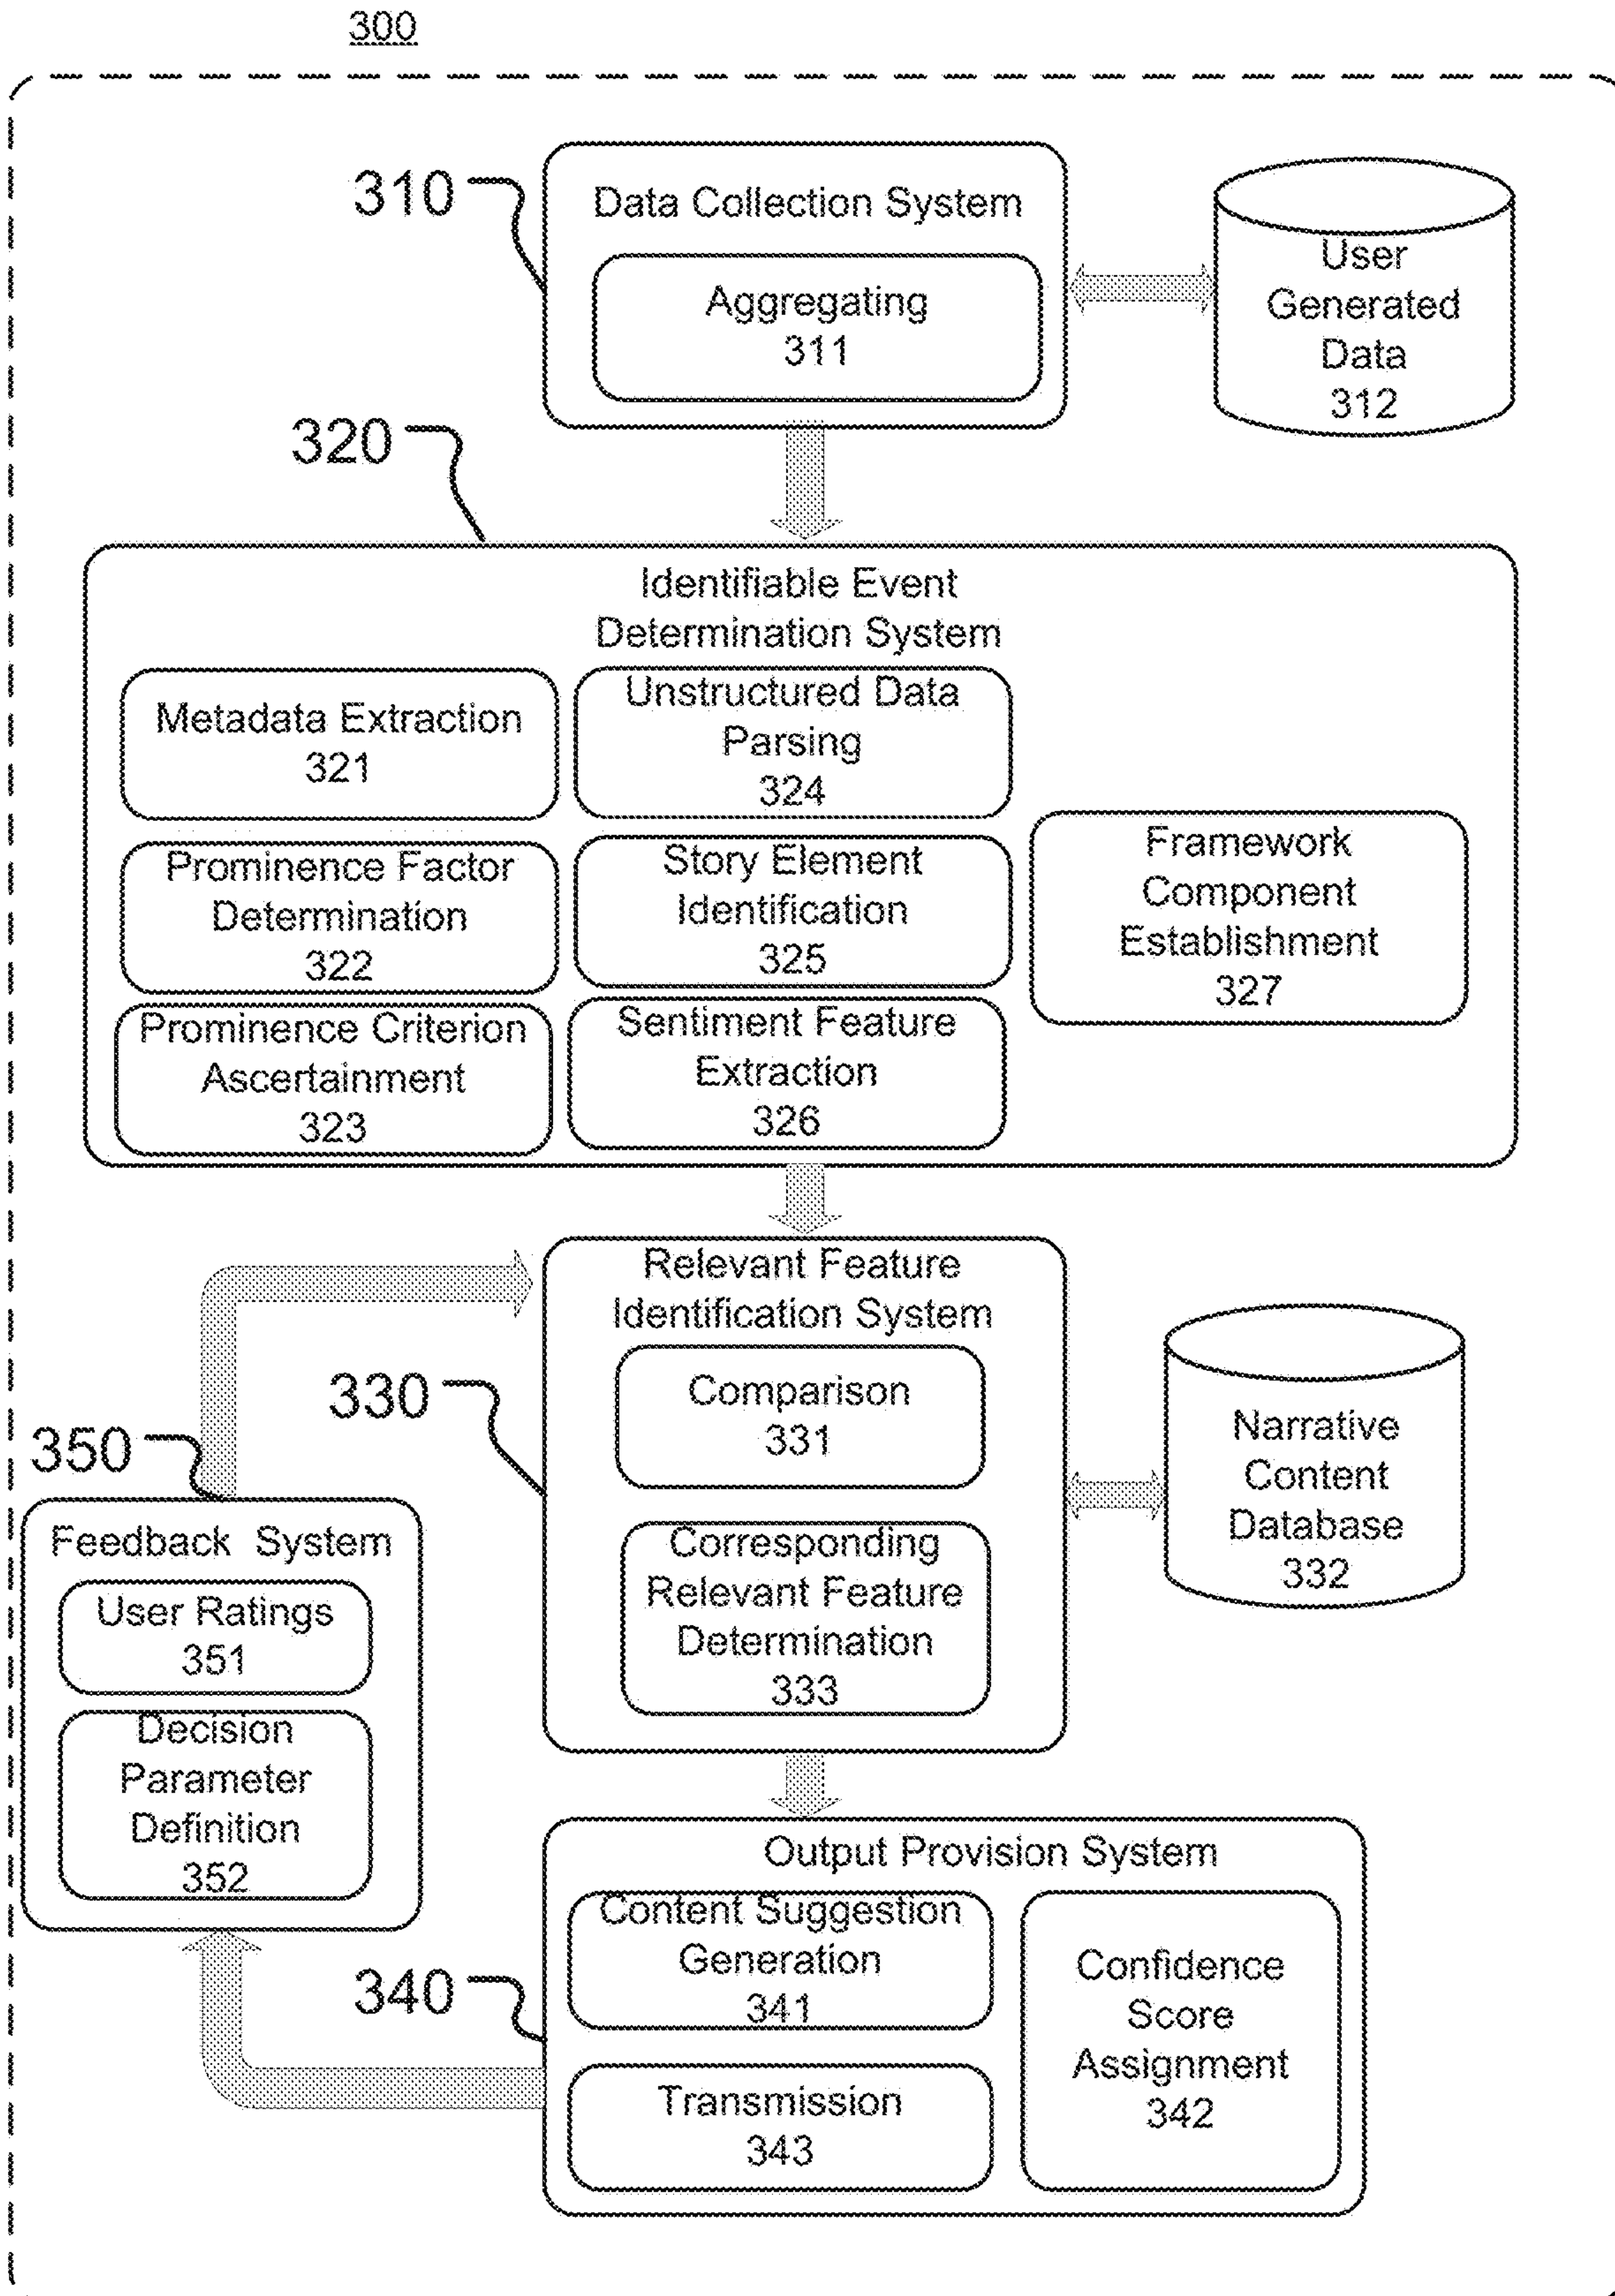 300
310
Data Collection System
Aggregating
311
User
Generated
Data
312
320
Identifiable Event
Determination System
Metadata Extraction
321
Unstructured Data
Parsing
324
Prominence Factor
Determination
322
Story Element
Identification
325
Framework
Component
Establishment
327
Prominence Criterion
Ascertainment
323
Sentiment Feature
Extraction
326
Relevant Feature
Identification System
330
Comparison
331
Corresponding
Relevant Feature
Determination
333
Narrative
Content
Database
332
350
Feedback System
User Ratings
351
Decision
Parameter
Definition
352
340
Output Provision System
Content Suggestion
Generation
341
Transmission
343
Confidence
Score
Assignment
342